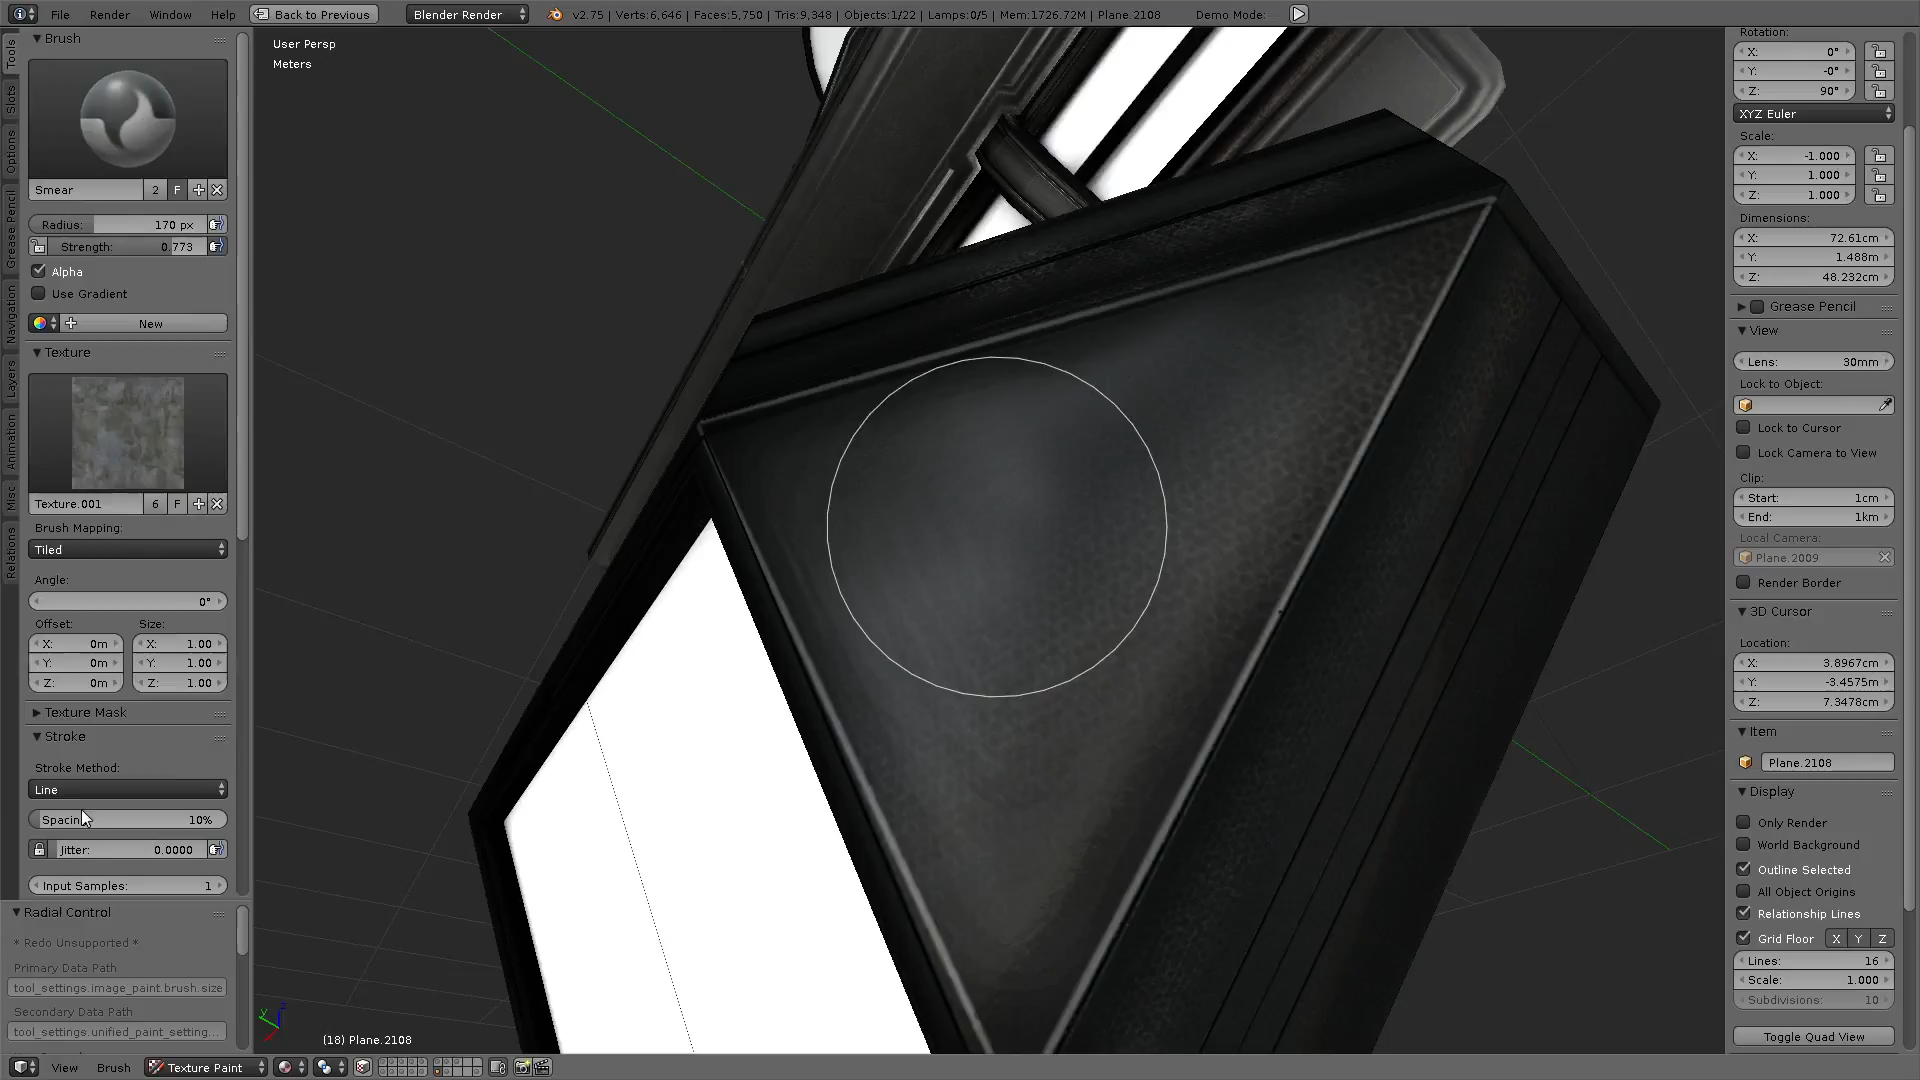 File Render Window Help Back to Previous Blender Render v2.75 | Verts:6,646 | Faces:5,750 | Tris:9,348 | Objects:1/22 | Lamps:0/5 | Mem:1726.72M | Plane.2108 Demo Mode:
Tools
Slots
Options
Grease Pencil
Navigation
Layers
Animation
Misc
Relations
Brush
Smear 2 F
Radius: 170 px
Strength: 0.773
Alpha
Use Gradient
New
Texture
Texture.001 6 F
Brush Mapping:
Tiled
Angle:
0°
Offset: Size:
X: 0m X: 1.00
Y: 0m Y: 1.00
Z: 0m Z: 1.00
Texture Mask
Stroke
Stroke Method:
Line
Spacin 10%
Jitter: 0.0000
Input Samples: 1
Radial Control
* Redo Unsupported *
Primary Data Path
tool_settings.image_paint.brush.size
Secondary Data Path
tool_settings.unified_paint_setting...
User Persp
Meters
z
y
(18) Plane.2108
View Brush Texture Paint
Rotation:
X: 0°
Y: -0°
Z: 90°
XYZ Euler
Scale:
X: -1.000
Y: 1.000
Z: 1.000
Dimensions:
X: 72.61cm
Y: 1.488m
Z: 48.232cm
Grease Pencil
View
Lens: 30mm
Lock to Object:
Lock to Cursor
Lock Camera to View
Clip:
Start: 1cm
End: 1km
Local Camera:
Plane.2009
Render Border
3D Cursor
Location:
X: 3.8967m
Y: -3.4575m
Z: 7.3478cm
Item
Plane.2108
Display
Only Render
World Background
Outline Selected
All Object Origins
Relationship Lines
Grid Floor X Y Z
Lines: 16
Scale: 1.000
Subdivisions: 10
Toggle Quad View